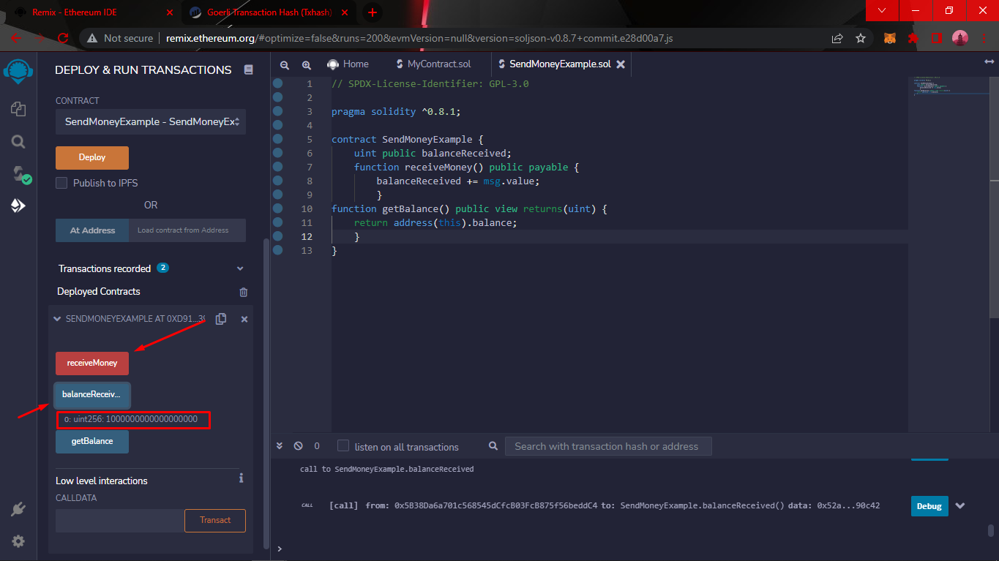 Remix - Ethereum IDE
Goerli Transaction Hash (Txhash)
Not secure
remix.ethereum.org/#optimize=false&runs=200&evmVersion=null&version=soljson-v0.8.7+commit.e28d00a7.js
DEPLOY & RUN TRANSACTIONS
CONTRACT
SendMoneyExample - SendMoneyEx
Deploy
Publish to IPFS
OR
At Address
Load contract from Address
Transactions recorded 2
Deployed Contracts
SENDMONEYEXAMPLE AT 0XD91...39
receiveMoney
balanceReceiv...
0: uint256: 1000000000000000000
getBalance
Low level interactions
i
CALLDATA
Transact
Home
MyContract.sol
SendMoneyExample.sol
1 // SPDX-License-Identifier: GPL-3.0
2
3 pragma solidity ^0.8.1;
4
5 contract SendMoneyExample {
6 uint public balanceReceived;
7 function receiveMoney() public payable {
8 balanceReceived += msg.value;
9 }
10 function getBalance() public view returns(uint) {
11 return address(this).balance;
12 }
13 }
0
listen on all transactions
Search with transaction hash or address
call to SendMoneyExample.balanceReceived
CALL [call] from: 0x5B38Da6a701c568545dCfcB03FcB875f56beddC4 to: SendMoneyExample.balanceReceived() data: 0x52a...90c42
Debug
>